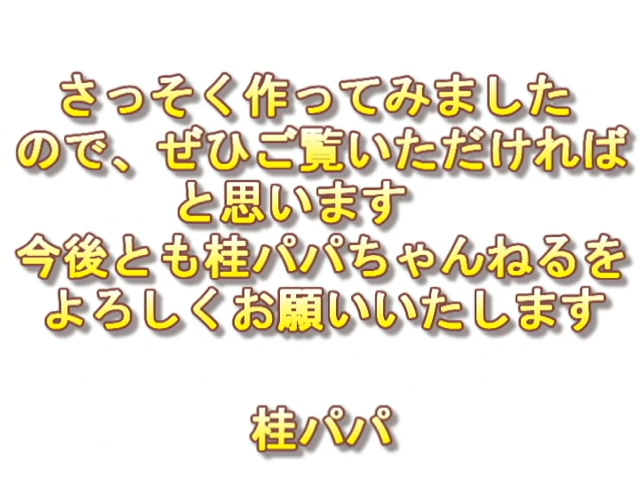 さっそく作ってみました
ので、ぜひご覧いただければ
と思います
今後とも桂パパちゃんねるを
よろしくお願いいたします
桂パパ